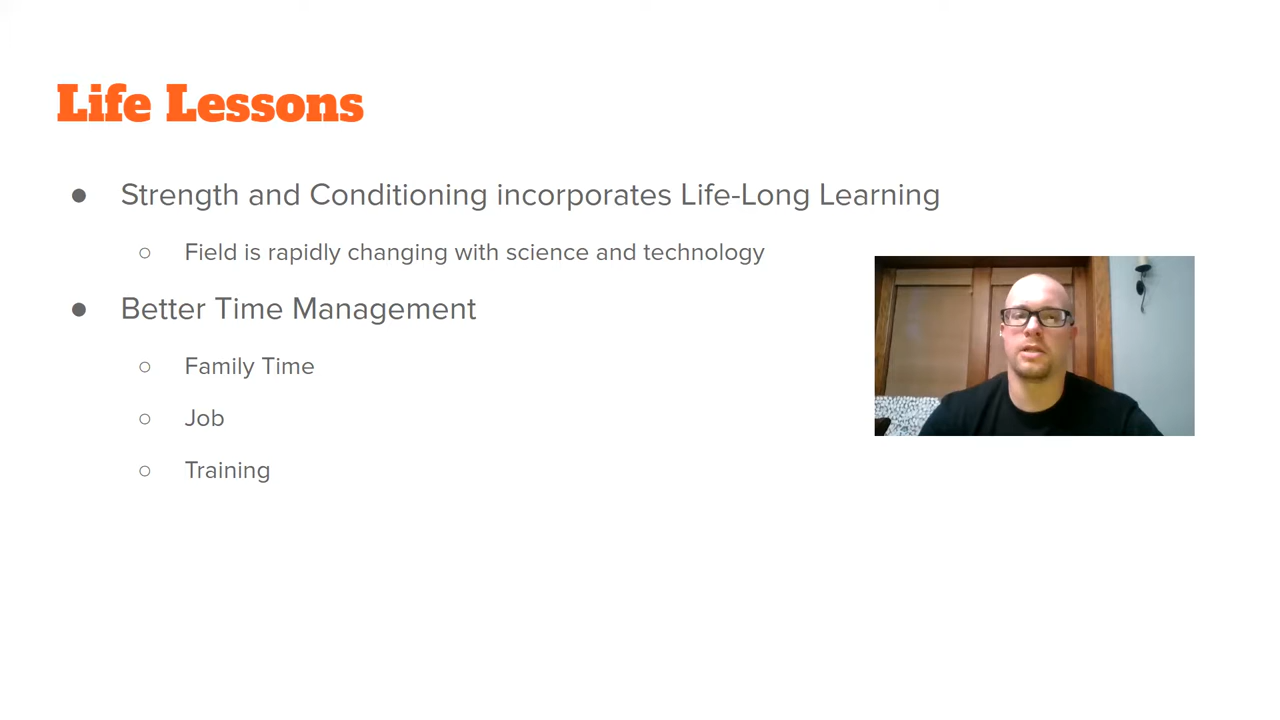 Life Lessons
● Strength and Conditioning incorporates Life-Long Learning
○ Field is rapidly changing with science and technology
● Better Time Management
○ Family Time
○ Job
○ Training